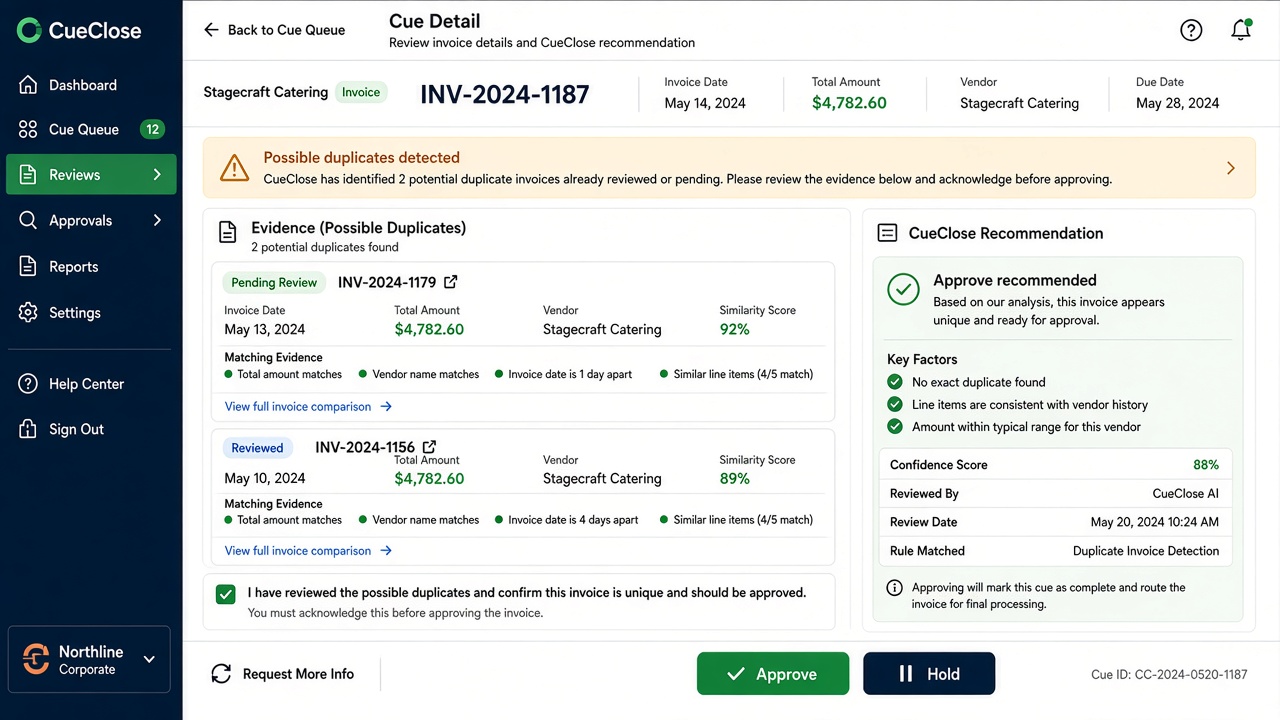 CueClose
Dashboard
Cue Queue 12
Reviews
Approvals
Reports
Settings
Help Center
Sign Out
Northline
Corporate
Back to Cue Queue
Cue Detail
Review invoice details and CueClose recommendation
Stagecraft Catering Invoice INV-2024-1187
Invoice Date
May 14, 2024
Total Amount
$4,782.60
Vendor
Stagecraft Catering
Due Date
May 28, 2024
Possible duplicates detected
CueClose has identified 2 potential duplicate invoices already reviewed or pending. Please review the evidence below and acknowledge before approving.
Evidence (Possible Duplicates)
2 potential duplicates found
Pending Review INV-2024-1179
Invoice Date Total Amount Vendor Similarity Score
May 13, 2024 $4,782.60 Stagecraft Catering 92%
Matching Evidence
Total amount matches Vendor name matches Invoice date is 1 day apart Similar line items (4/5 match)
View full invoice comparison
Reviewed INV-2024-1156
Total Amount Vendor Similarity Score
May 10, 2024 $4,782.60 Stagecraft Catering 89%
Matching Evidence
Total amount matches Vendor name matches Invoice date is 4 days apart Similar line items (4/5 match)
View full invoice comparison
I have reviewed the possible duplicates and confirm this invoice is unique and should be approved.
You must acknowledge this before approving the invoice.
CueClose Recommendation
Approve recommended
Based on our analysis, this invoice appears
unique and ready for approval.
Key Factors
No exact duplicate found
Line items are consistent with vendor history
Amount within typical range for this vendor
Confidence Score 88%
Reviewed By CueClose AI
Review Date May 20, 2024 10:24 AM
Rule Matched Duplicate Invoice Detection
Approving will mark this cue as complete and route the
invoice for final processing.
Request More Info
Approve
Hold
Cue ID: CC-2024-0520-1187